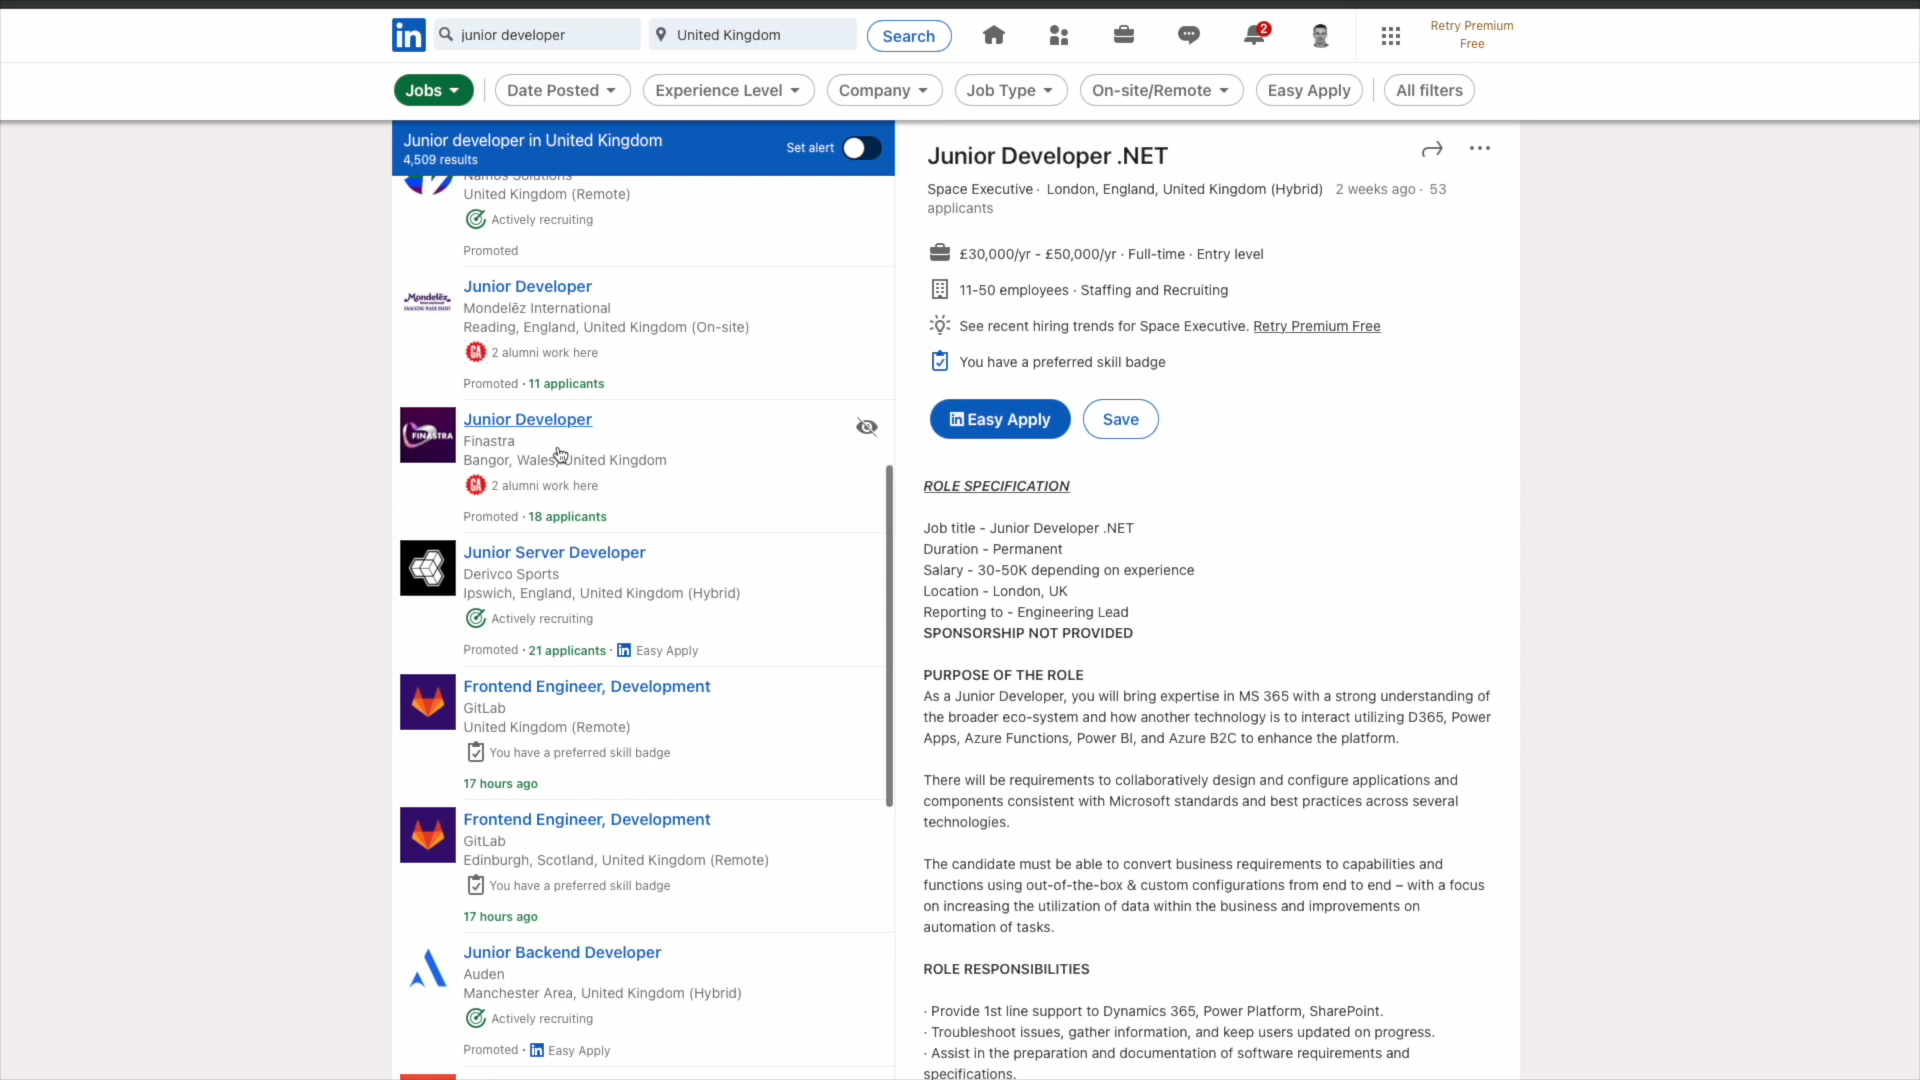 in
junior developer
United Kingdom
Search
2
Retry Premium
Free
Jobs
Date Posted
Experience Level
Company
Job Type
On-site/Remote
Easy Apply
All filters
Junior developer in United Kingdom
4,509 results
Set alert
Namos Solutions
United Kingdom (Remote)
Actively recruiting
Promoted
Mondelēz
International
SNACKING MADE RIGHT
Junior Developer
Mondelēz International
Reading, England, United Kingdom (On-site)
GA
2 alumni work here
Promoted · 11 applicants
FINASTRA
Junior Developer
Finastra
Bangor, Wales, United Kingdom
GA
2 alumni work here
Promoted · 18 applicants
Junior Server Developer
Derivco Sports
Ipswich, England, United Kingdom (Hybrid)
Actively recruiting
Promoted · 21 applicants · in Easy Apply
Frontend Engineer, Development
GitLab
United Kingdom (Remote)
You have a preferred skill badge
17 hours ago
Frontend Engineer, Development
GitLab
Edinburgh, Scotland, United Kingdom (Remote)
You have a preferred skill badge
17 hours ago
Junior Backend Developer
Auden
Manchester Area, United Kingdom (Hybrid)
Actively recruiting
Promoted · in Easy Apply
Junior Developer .NET
Space Executive · London, England, United Kingdom (Hybrid) 2 weeks ago · 53
applicants
£30,000/yr - £50,000/yr · Full-time · Entry level
11-50 employees · Staffing and Recruiting
See recent hiring trends for Space Executive. Retry Premium Free
You have a preferred skill badge
in Easy Apply
Save
ROLE SPECIFICATION
Job title - Junior Developer .NET
Duration - Permanent
Salary - 30-50K depending on experience
Location - London, UK
Reporting to - Engineering Lead
SPONSORSHIP NOT PROVIDED
PURPOSE OF THE ROLE
As a Junior Developer, you will bring expertise in MS 365 with a strong understanding of
the broader eco-system and how another technology is to interact utilizing D365, Power
Apps, Azure Functions, Power BI, and Azure B2C to enhance the platform.
There will be requirements to collaboratively design and configure applications and
components consistent with Microsoft standards and best practices across several
technologies.
The candidate must be able to convert business requirements to capabilities and
functions using out-of-the-box & custom configurations from end to end – with a focus
on increasing the utilization of data within the business and improvements on
automation of tasks.
ROLE RESPONSIBILITIES
· Provide 1st line support to Dynamics 365, Power Platform, SharePoint.
· Troubleshoot issues, gather information, and keep users updated on progress.
· Assist in the preparation and documentation of software requirements and
specifications.